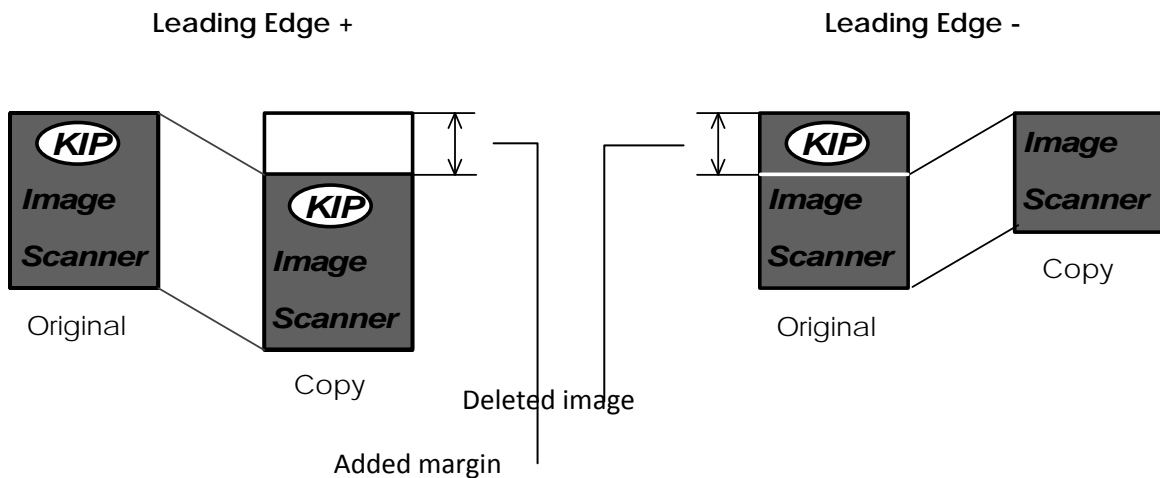 Leading Edge +
Leading Edge -
KIP
Image
Scanner
Original
KIP
Image
Scanner
Copy
KIP
Image
Scanner
Original
Image
Scanner
Copy
Deleted image
Added margin